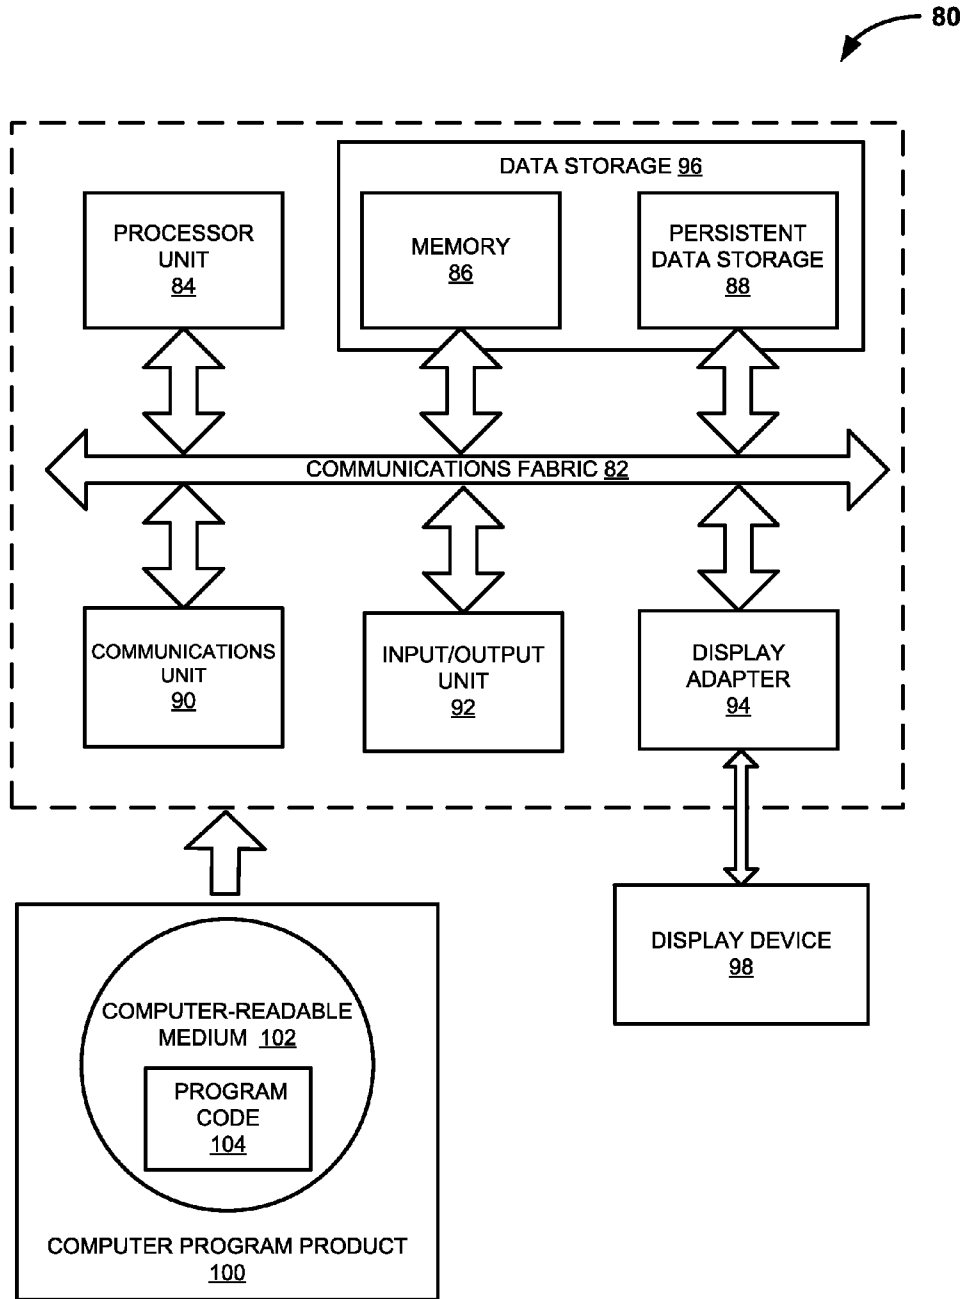 80
DATA STORAGE 96
PROCESSOR
UNIT
84
MEMORY
86
PERSISTENT
DATA STORAGE
88
COMMUNICATIONS FABRIC 82
COMMUNICATIONS
UNIT
90
INPUT/OUTPUT
UNIT
92
DISPLAY
ADAPTER
94
DISPLAY DEVICE
98
COMPUTER-READABLE
MEDIUM 102
PROGRAM
CODE
104
COMPUTER PROGRAM PRODUCT
100